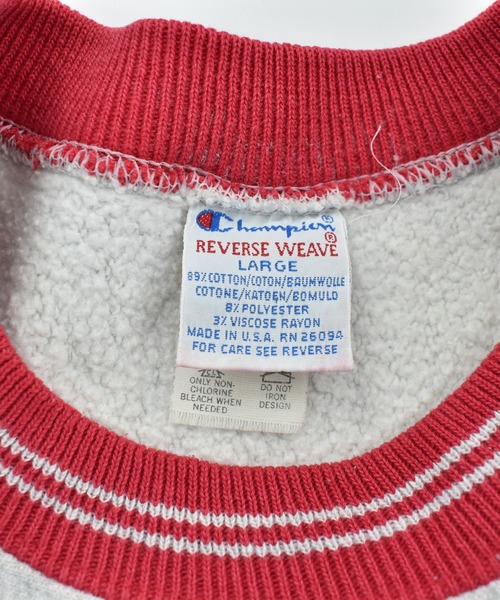 Champion®
REVERSE WEAVE®
LARGE
89% COTTON/COTON/BAUMWOLLE
COTONE/KATOEN/BOMULD
8% POLYESTER
3% VISCOSE RAYON
MADE IN U.S.A. RN 26094
FOR CARE SEE REVERSE
ONLY NON-
CHLORINE
BLEACH WHEN
NEEDED
DO NOT
IRON
DESIGN